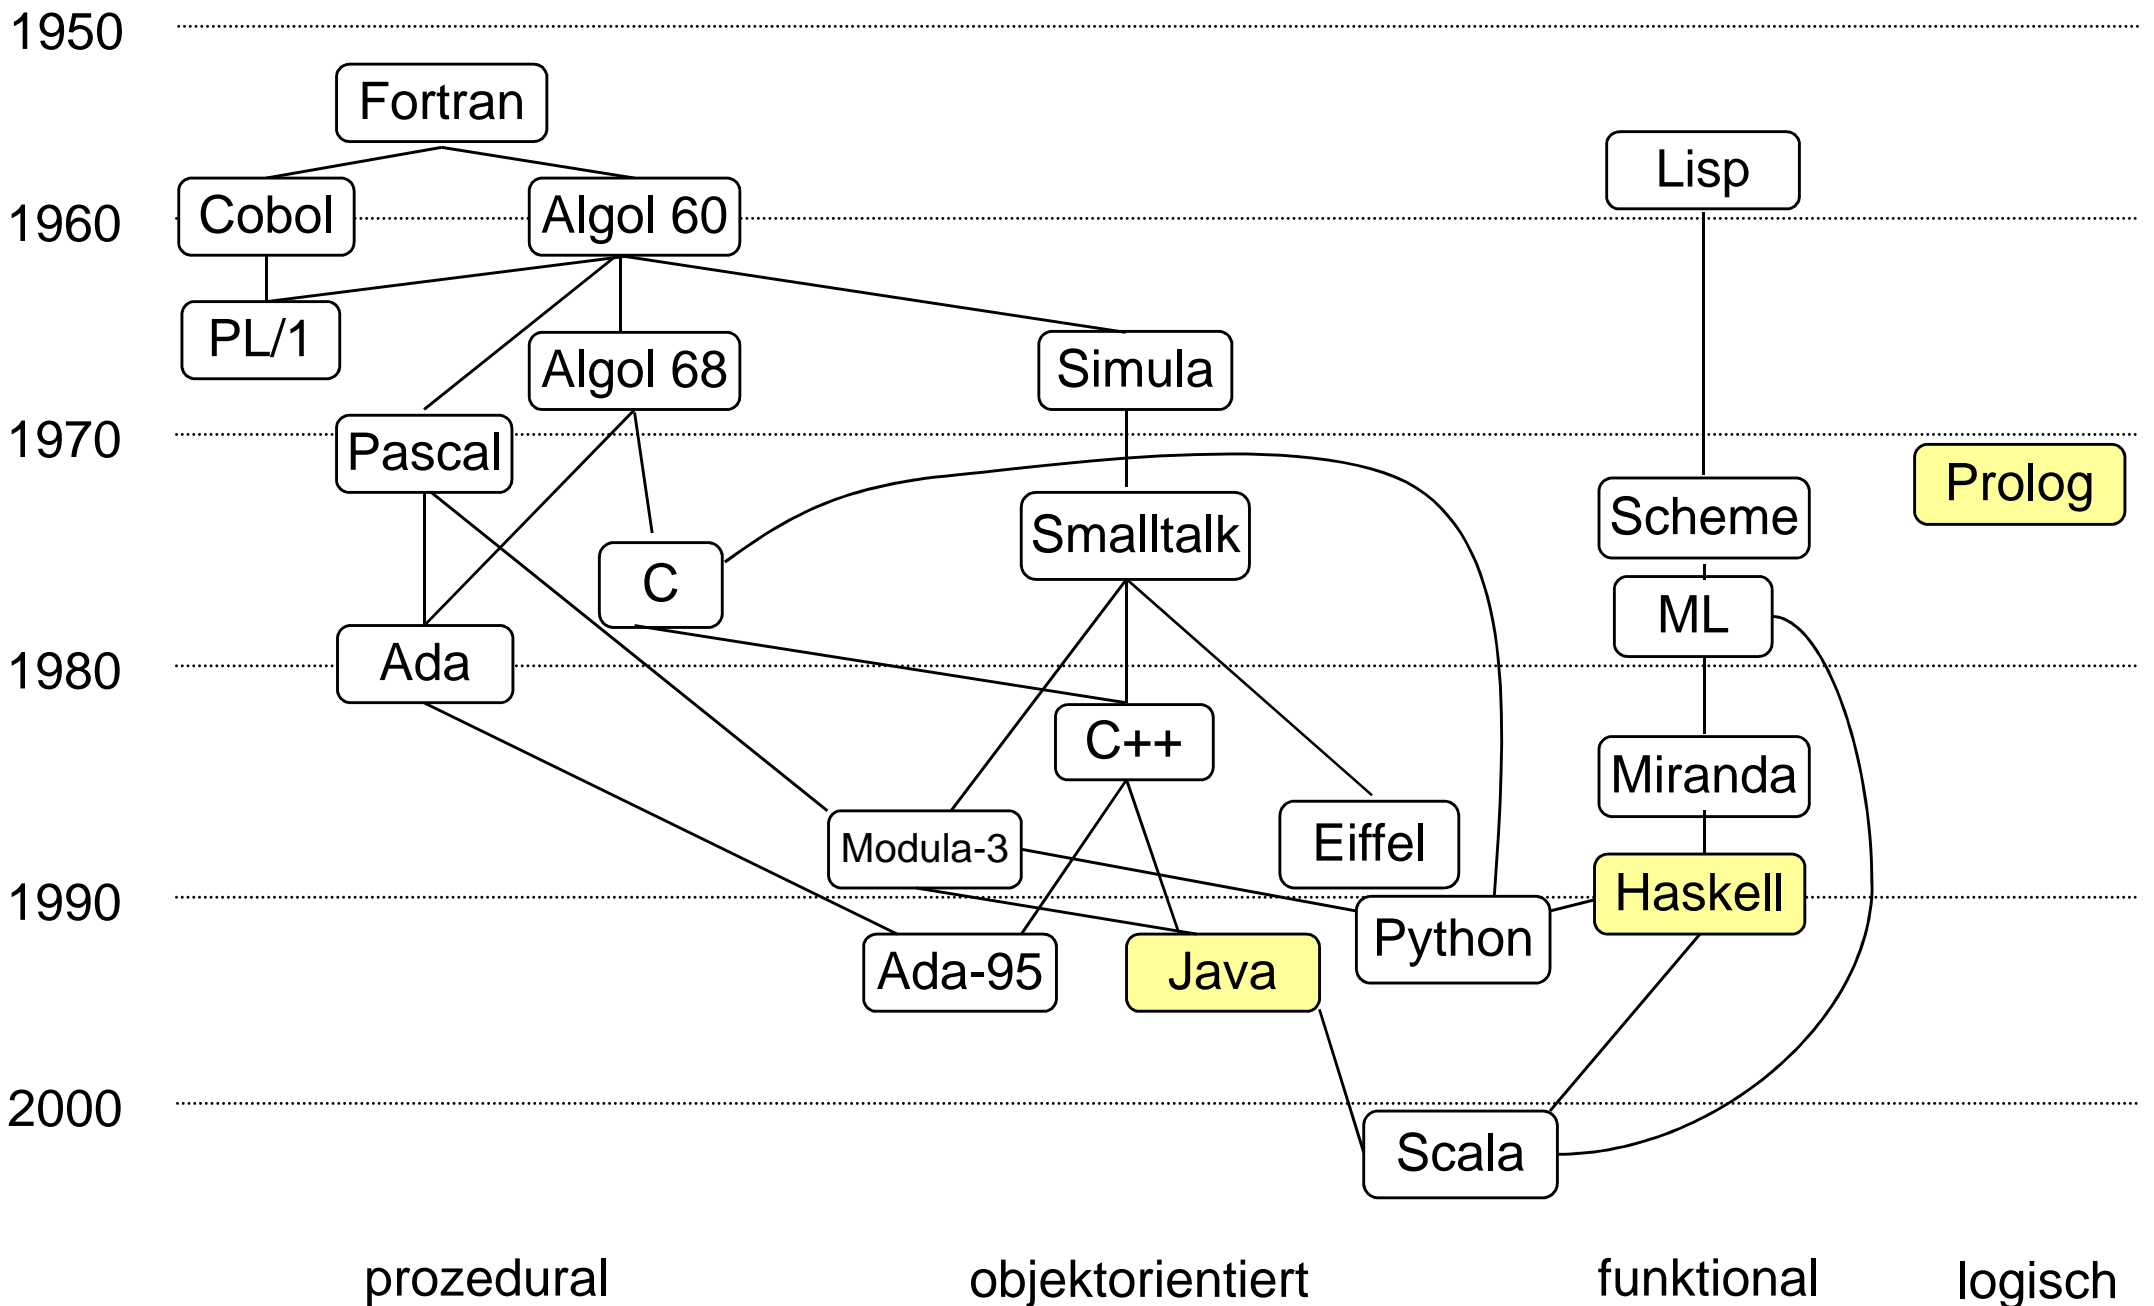 1950
Fortran
Lisp
Cobol
Algol 60
1960
PL/1
Algol 68
Simula
1970
Pascal
Prolog
Scheme
Smalltalk
C
ML
1980
Ada
C++
Miranda
Modula-3
Eiffel
1990
Haskell
Python
Ada-95
Java
2000
Scala
prozedural
objektorientiert
funktional
logisch